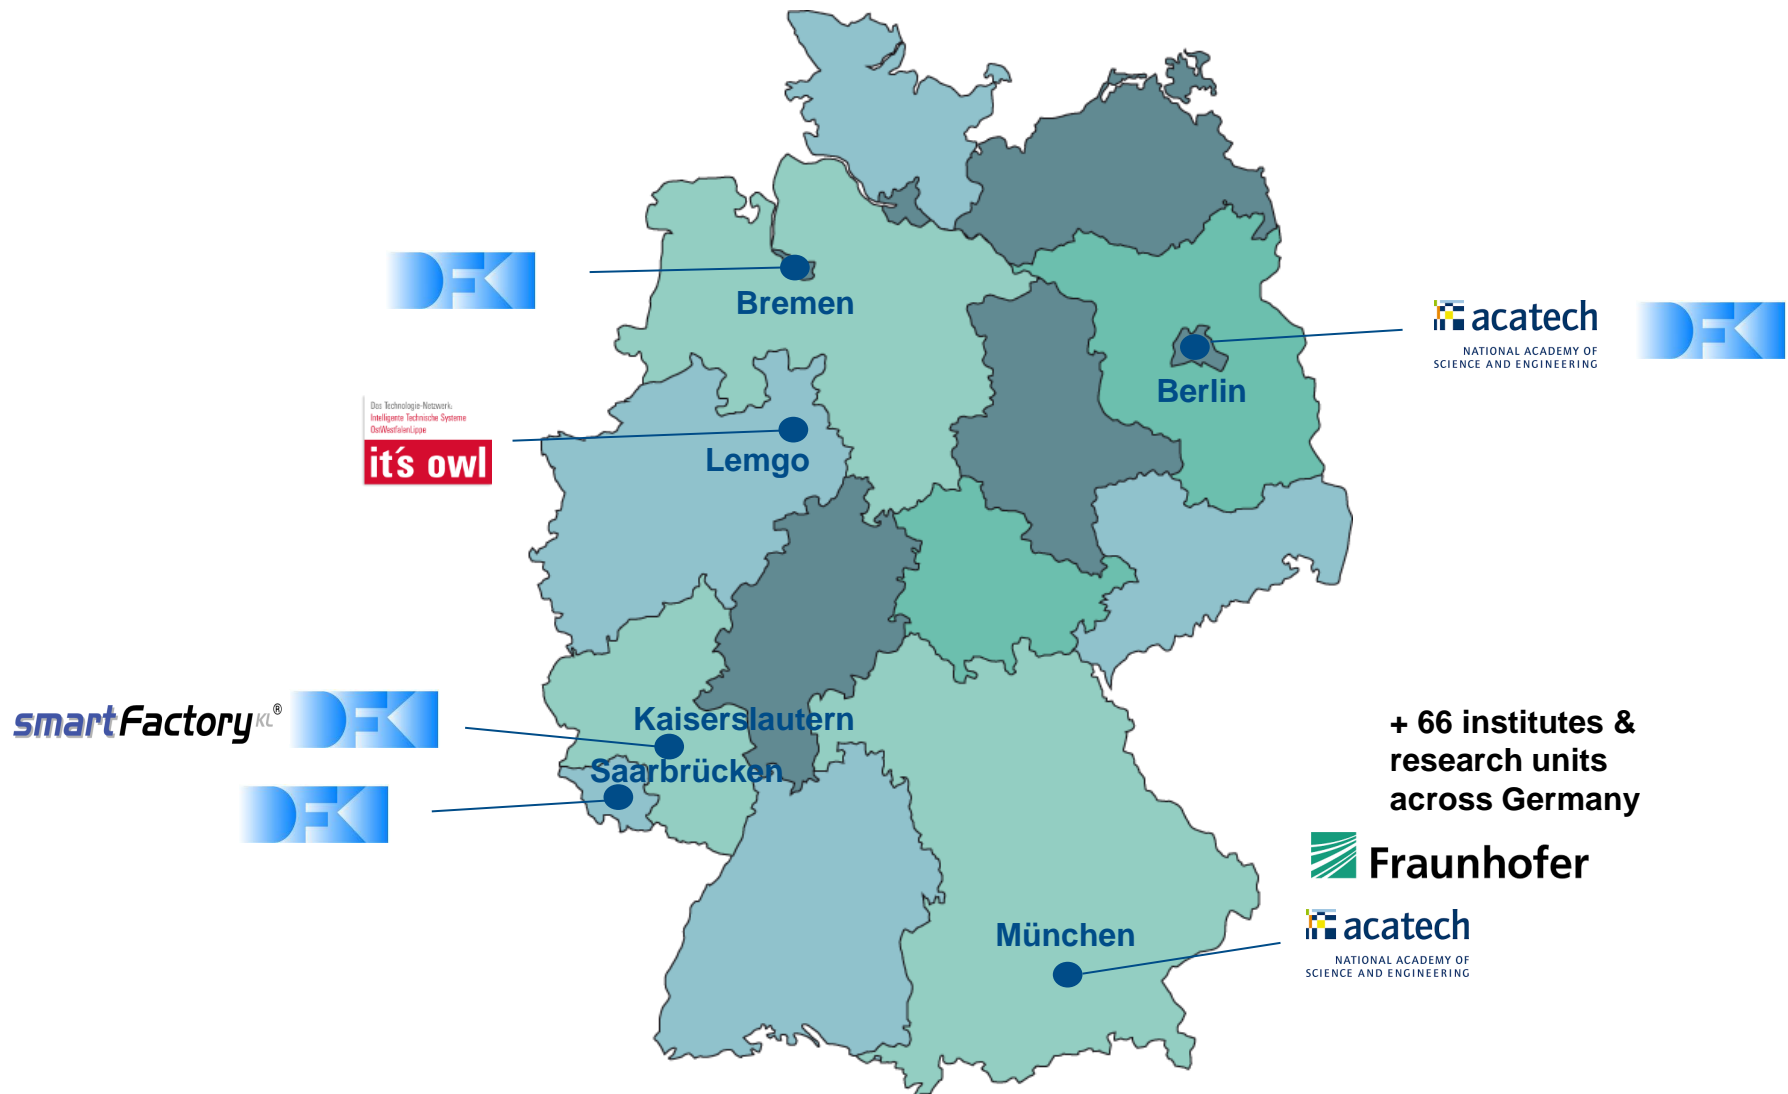 DFKI
Bremen
acatech
NATIONAL ACADEMY OF
SCIENCE AND ENGINEERING
DFKI
Berlin
Das Technologie-Netzwerk:
Intelligente Technische Systeme
OstWestfalenLippe
it´s owl
Lemgo
smartFactoryKL®
DFKI
Kaiserslautern
Saarbrücken
DFKI
+ 66 institutes &
research units
across Germany
Fraunhofer
acatech
NATIONAL ACADEMY OF
SCIENCE AND ENGINEERING
München